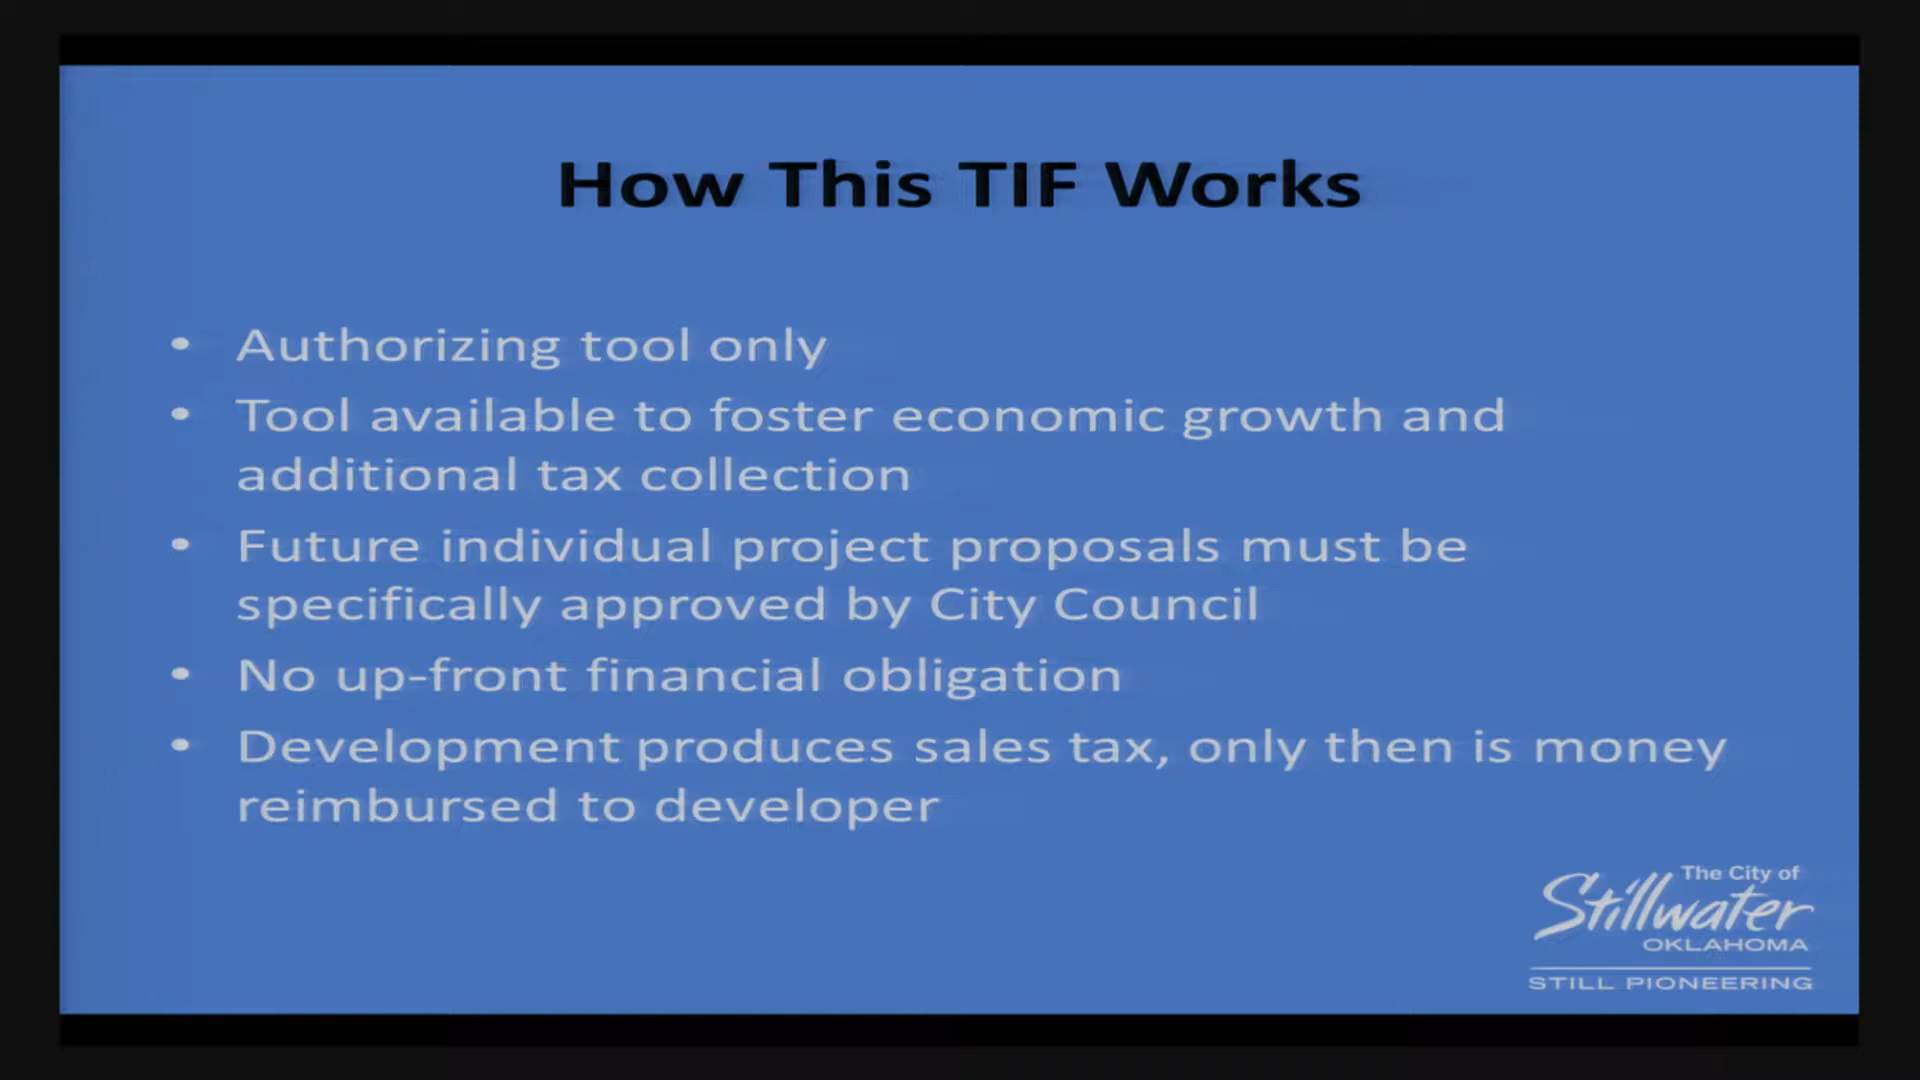 How This TIF Works
• Authorizing tool only
• Tool available to foster economic growth and
additional tax collection
• Future individual project proposals must be
specifically approved by City Council
• No up-front financial obligation
• Development produces sales tax, only then is money
reimbursed to developer
The City of
Stillwater
OKLAHOMA
STILL PIONEERING